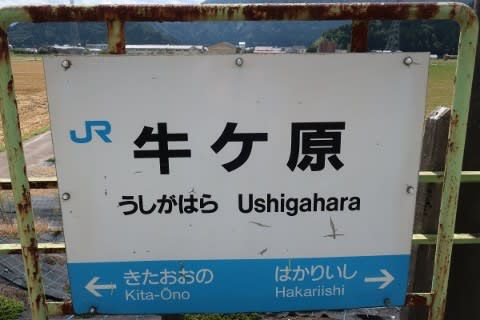 JR 牛ケ原
うしがはら Ushigahara
← きたおおの はかりいし →
Kita-Ōno Hakariishi